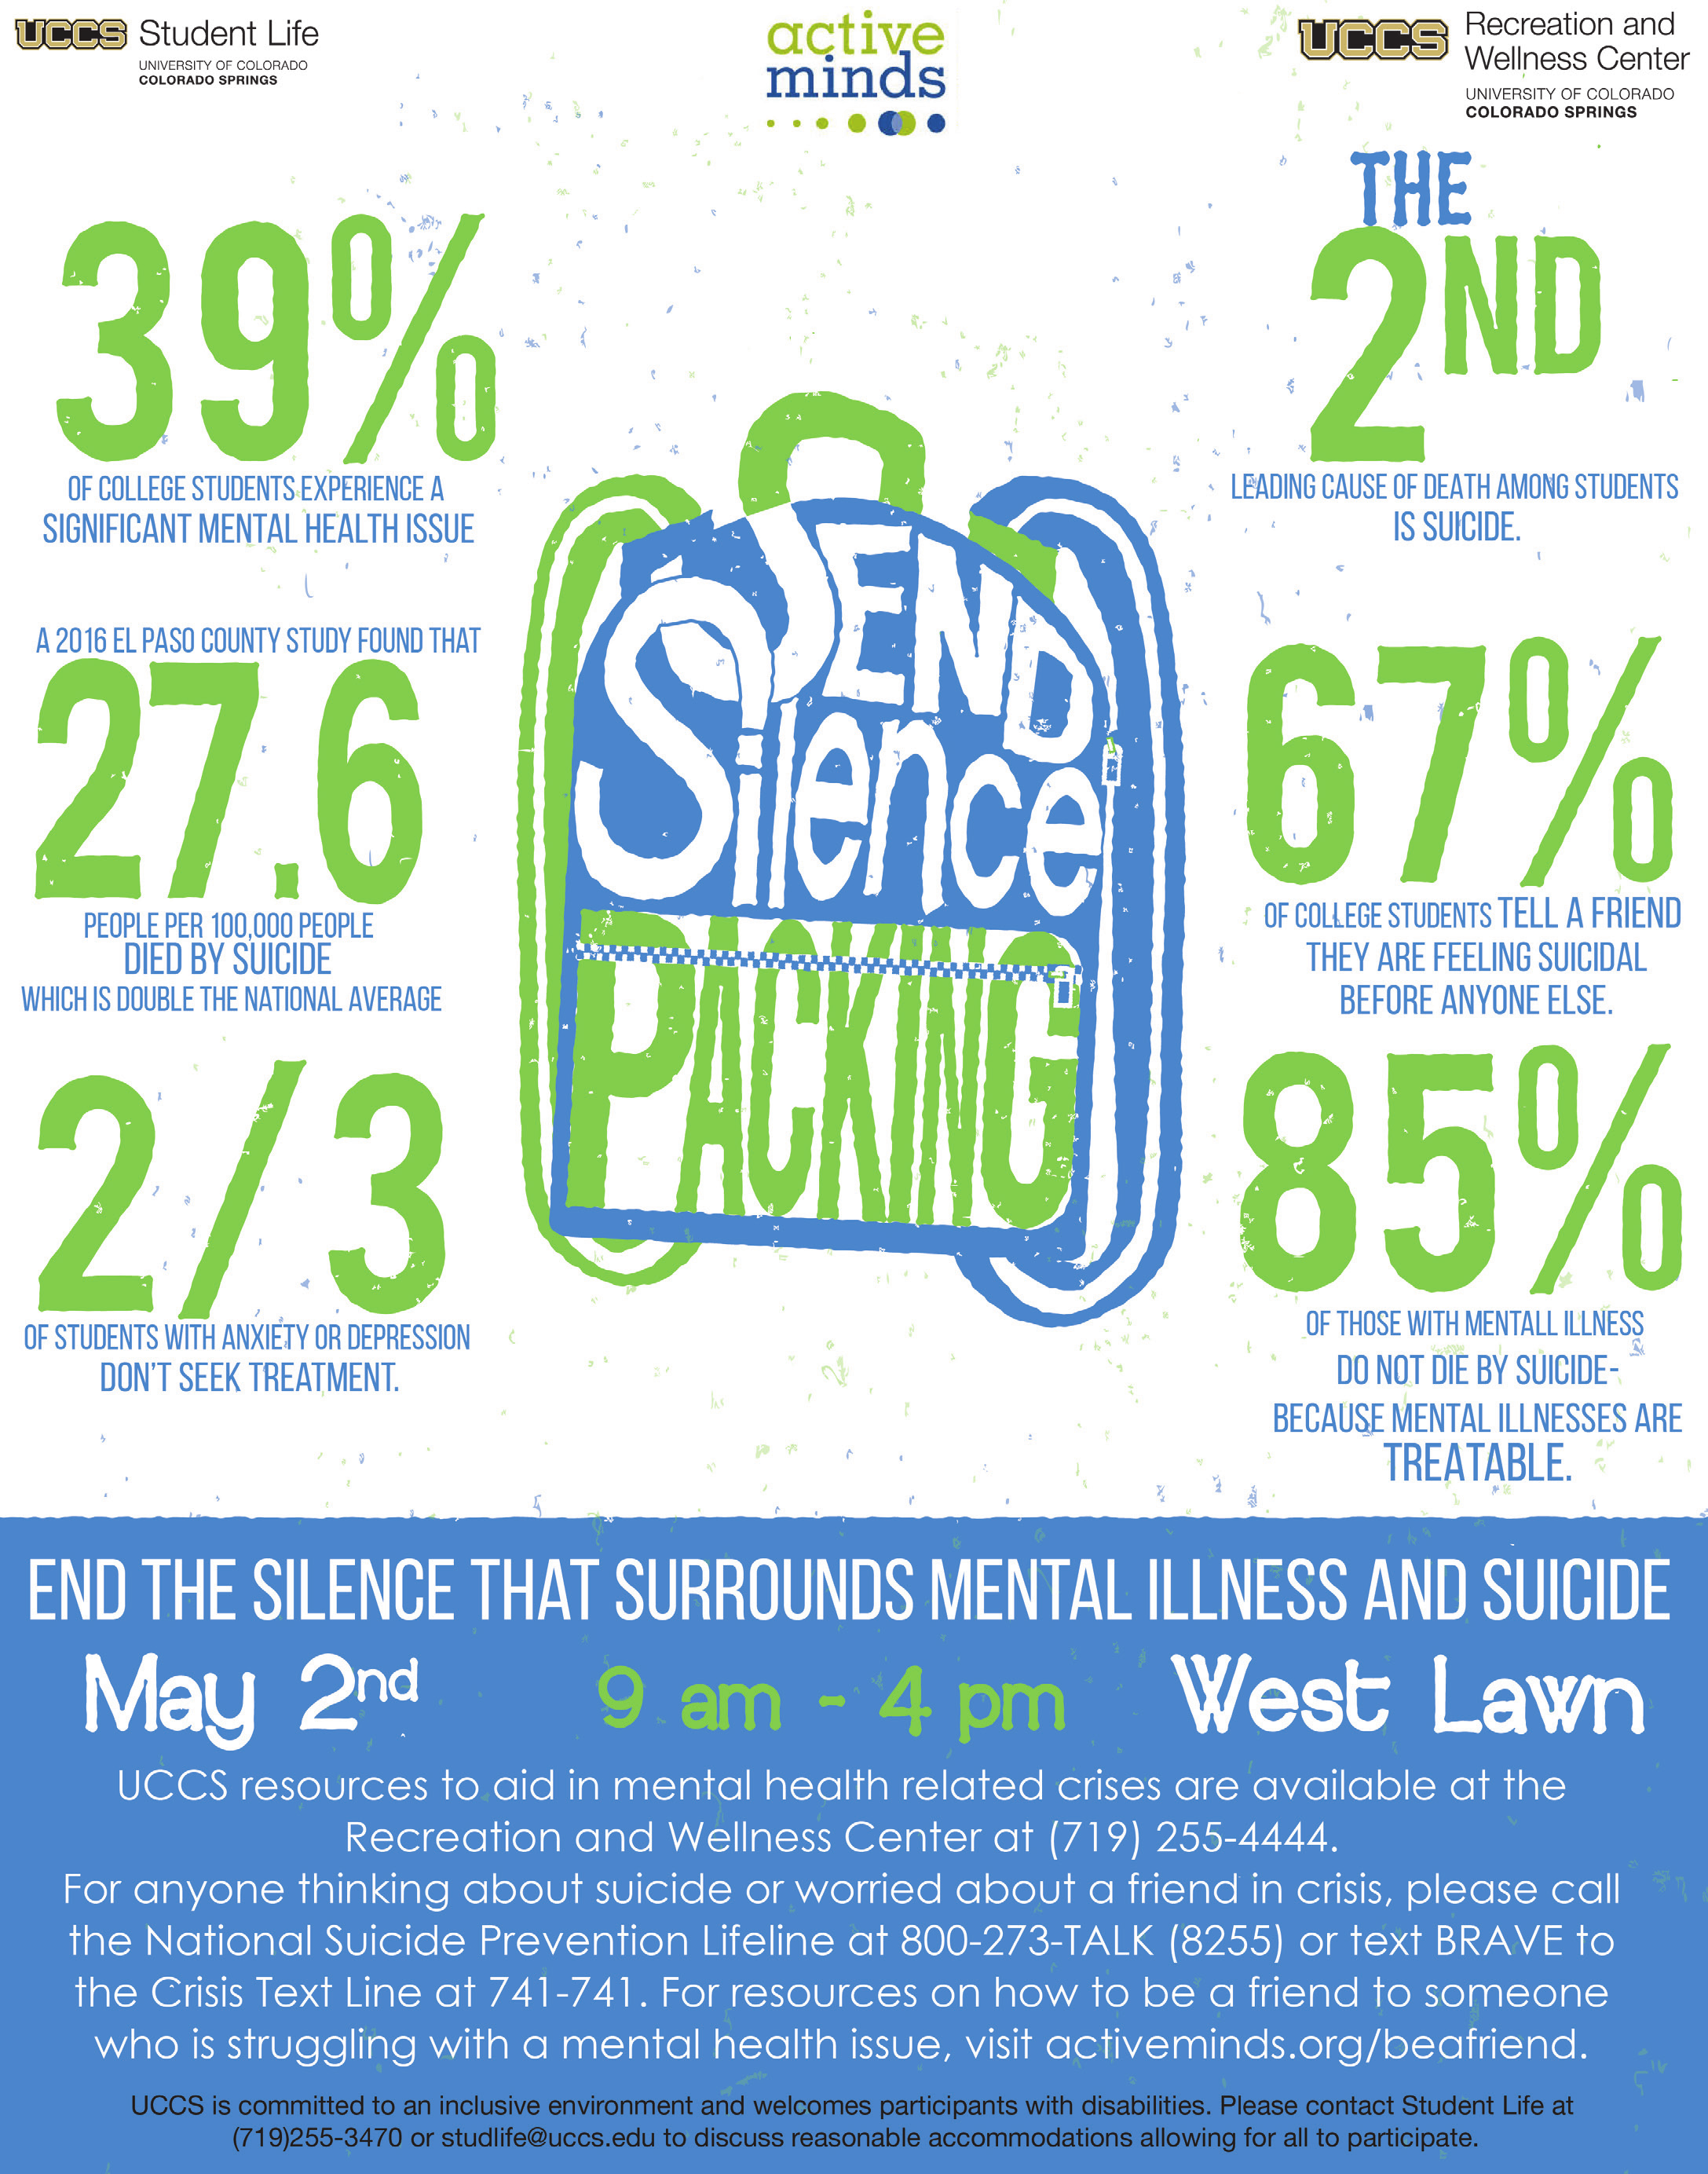 UCCS Student Life
UNIVERSITY OF COLORADO
COLORADO SPRINGS
active
minds
UCCS Recreation and
Wellness Center
UNIVERSITY OF COLORADO
COLORADO SPRINGS
39%
OF COLLEGE STUDENTS EXPERIENCE A
SIGNIFICANT MENTAL HEALTH ISSUE
A 2016 EL PASO COUNTY STUDY FOUND THAT
27.6
PEOPLE PER 100,000 PEOPLE
DIED BY SUICIDE
WHICH IS DOUBLE THE NATIONAL AVERAGE
2/3
OF STUDENTS WITH ANXIETY OR DEPRESSION
DON'T SEEK TREATMENT.
SEND
Silence
PACKING
THE
2ND
LEADING CAUSE OF DEATH AMONG STUDENTS
IS SUICIDE.
67%
OF COLLEGE STUDENTS TELL A FRIEND
THEY ARE FEELING SUICIDAL
BEFORE ANYONE ELSE.
85%
OF THOSE WITH MENTALL ILLNESS
DO NOT DIE BY SUICIDE-
BECAUSE MENTAL ILLNESSES ARE
TREATABLE.
END THE SILENCE THAT SURROUNDS MENTAL ILLNESS AND SUICIDE
May 2nd 9 am - 4 pm West Lawn
UCCS resources to aid in mental health related crises are available at the
Recreation and Wellness Center at (719) 255-4444.
For anyone thinking about suicide or worried about a friend in crisis, please call
the National Suicide Prevention Lifeline at 800-273-TALK (8255) or text BRAVE to
the Crisis Text Line at 741-741. For resources on how to be a friend to someone
who is struggling with a mental health issue, visit activeminds.org/beafriend.
UCCS is committed to an inclusive environment and welcomes participants with disabilities. Please contact Student Life at
(719)255-3470 or studlife@uccs.edu to discuss reasonable accommodations allowing for all to participate.